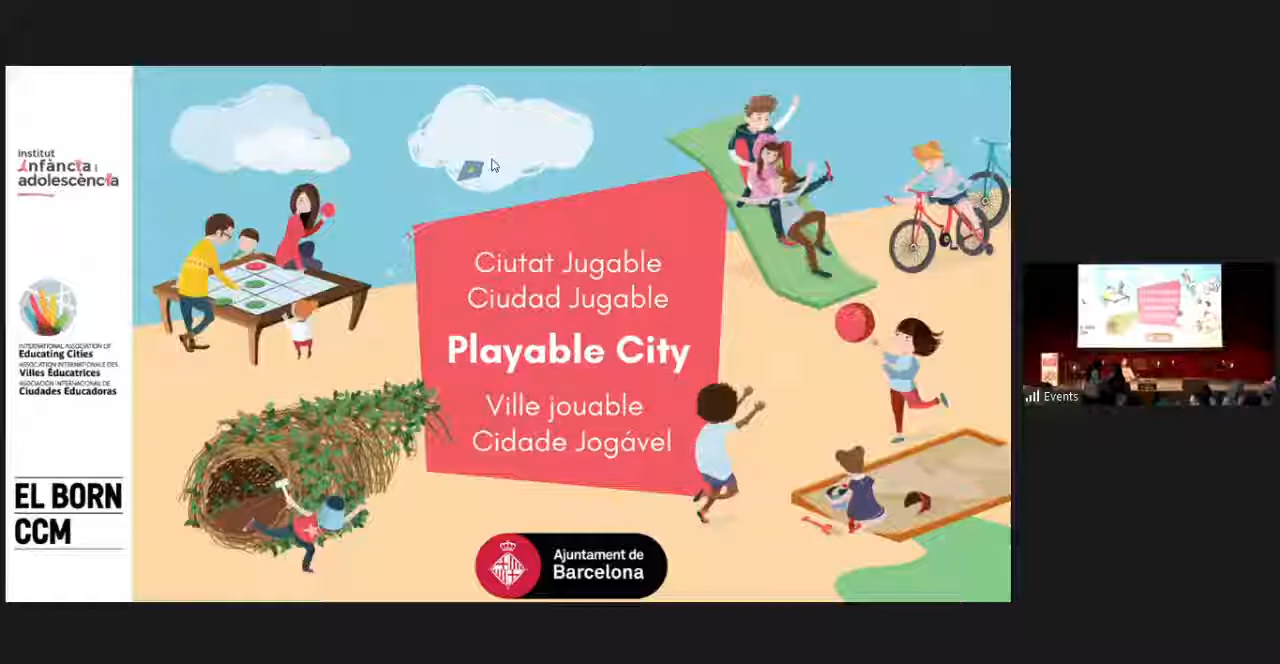 institut
infància i
adolescència
INTERNATIONAL ASSOCIATION OF
Educating Cities
ASSOCIATION INTERNATIONALE DES
Villes Éducatrices
ASOCIACIÓN INTERNACIONAL DE
Ciudades Educadoras
EL BORN
CCM
Ciutat Jugable
Ciudad Jugable
Playable City
Ville jouable
Cidade Jogável
Ajuntament de
Barcelona
Events